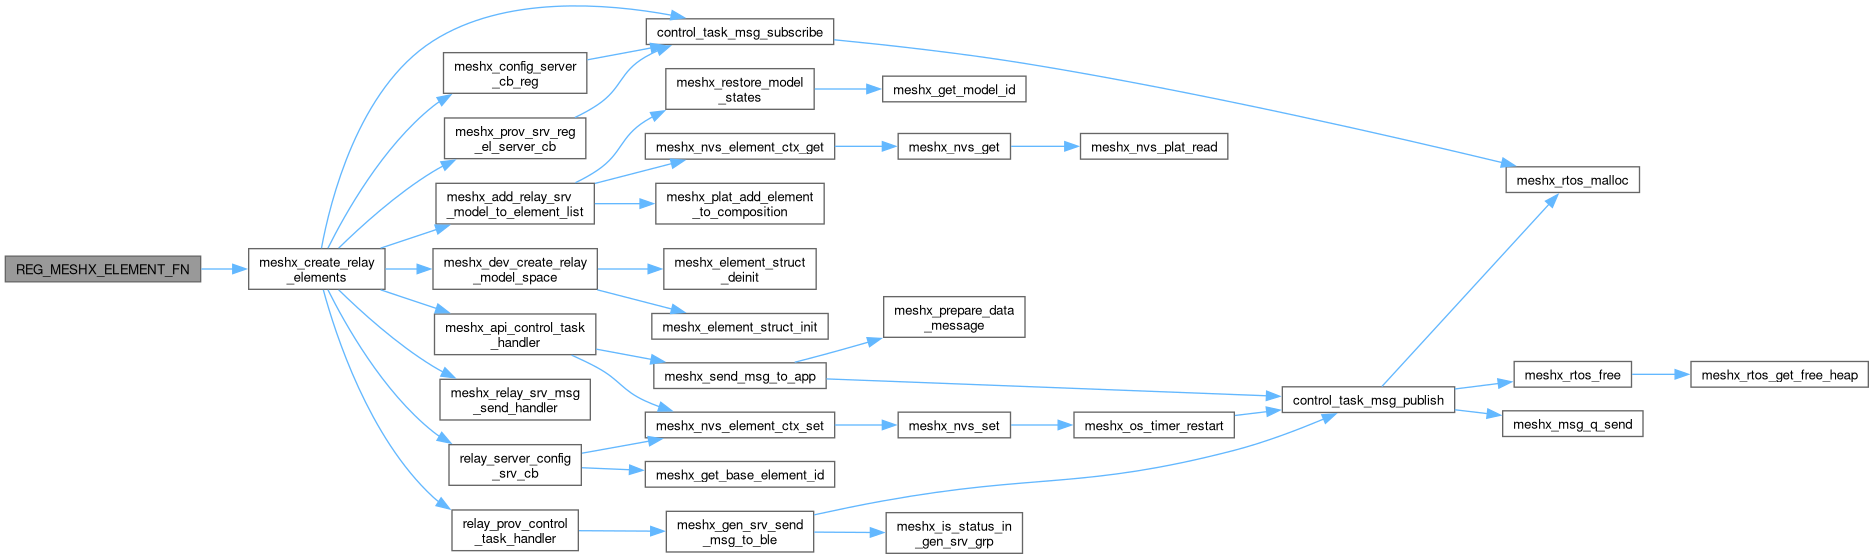 REG_MESHX_ELEMENT_FN
meshx_create_relay
_elements
meshx_config_server
_cb_reg
meshx_prov_srv_reg
_el_server_cb
meshx_add_relay_srv
_model_to_element_list
meshx_dev_create_relay
_model_space
meshx_api_control_task
_handler
meshx_relay_srv_msg
_send_handler
relay_server_config
_srv_cb
relay_prov_control
_task_handler
control_task_msg_subscribe
meshx_restore_model
_states
meshx_nvs_element_ctx_get
meshx_plat_add_element
_to_composition
meshx_element_struct
_deinit
meshx_element_struct_init
meshx_send_msg_to_app
meshx_nvs_element_ctx_set
meshx_get_base_element_id
meshx_gen_srv_send
_msg_to_ble
meshx_get_model_id
meshx_nvs_get
meshx_prepare_data
_message
meshx_nvs_set
meshx_is_status_in
_gen_srv_grp
meshx_nvs_plat_read
meshx_os_timer_restart
control_task_msg_publish
meshx_rtos_malloc
meshx_rtos_free
meshx_msg_q_send
meshx_rtos_get_free_heap